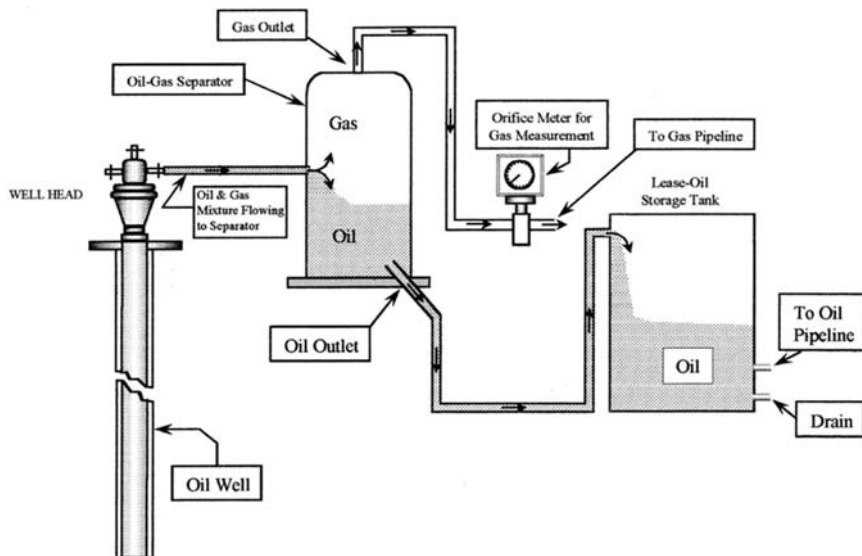 Gas Outlet
Oil-Gas Separator
Gas
Orifice Meter for
Gas Measurement
To Gas Pipeline
WELL HEAD
Oil & Gas
Mixture Flowing
to Separator
Lease-Oil
Storage Tank
Oil
Oil Outlet
To Oil
Pipeline
Oil
Drain
Oil Well